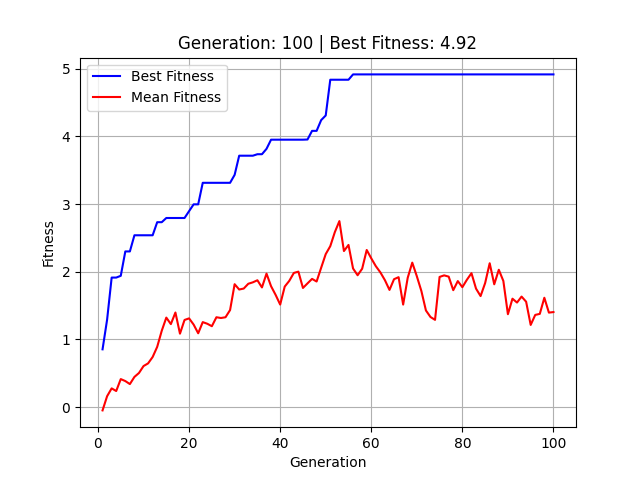 Generation: 100 | Best Fitness: 4.92
Best Fitness
Mean Fitness
5
4
3
2
1
0
Fitness
0 20 40 60 80 100
Generation